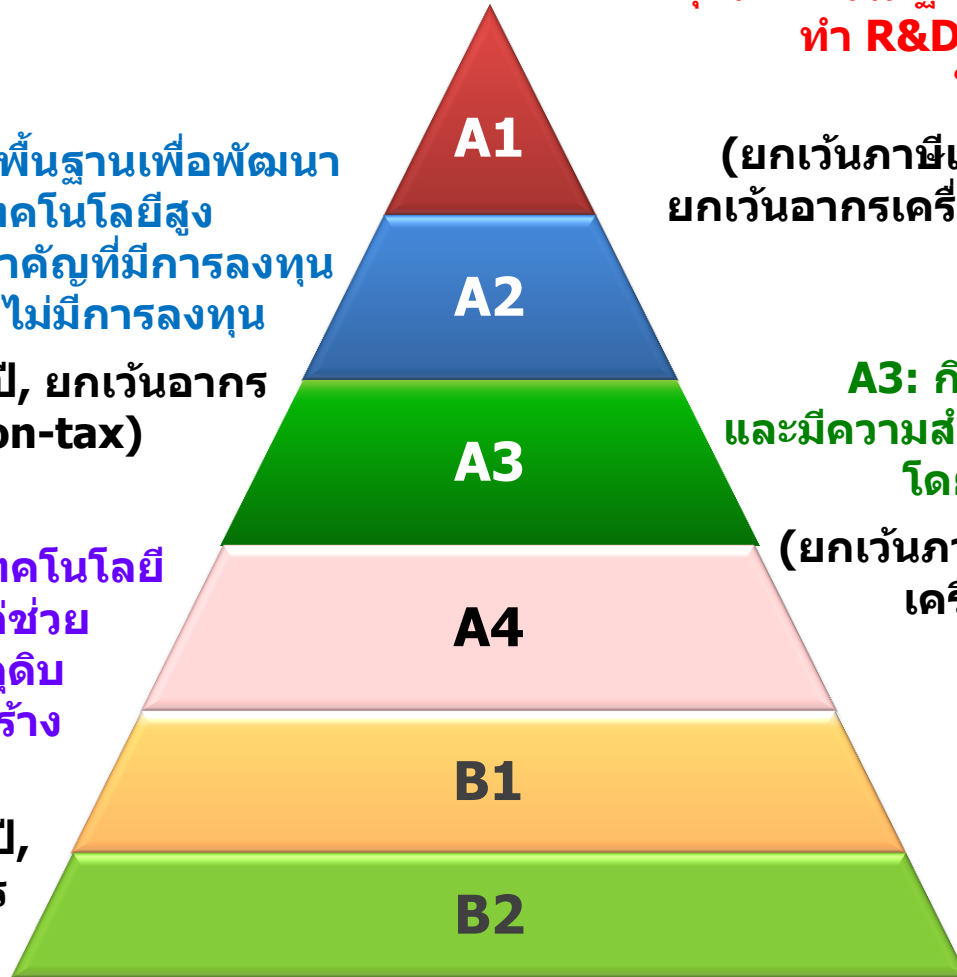 ทำ R&D
A1
(ยกเว้นภาษี
ยกเว้นอากรเครื่
พื้นฐานเพื่อพัฒนา
ทคโนโลยีสูง
ำคัญที่มีการลงทุน
ไม่มีการลงทุน
A2
ปี, ยกเว้นอากร
on-tax)
A3: กิ
และมีความสำ
โดย
A3
(ยกเว้นภา
เครื
ทคโนโลยี
ช่วย
ดิบ
ร้าง
A4
B1
ปี,
ร
B2